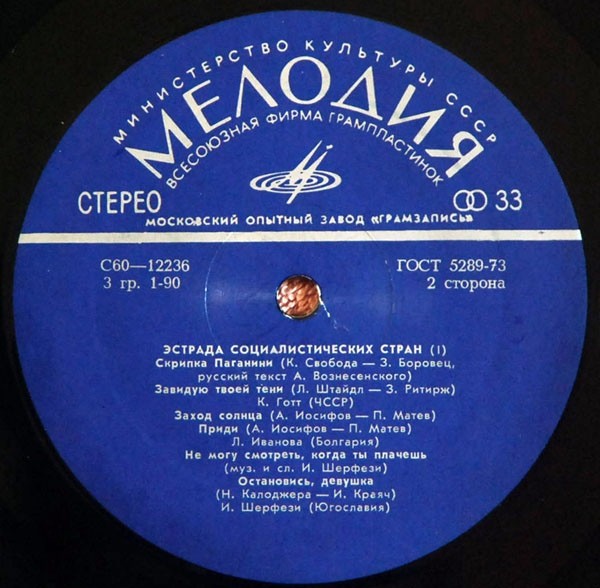 МИНИСТЕРСТВО КУЛЬТУРЫ СССР
МЕЛОДИЯ
ВСЕСОЮЗНАЯ ФИРМА ГРАМПЛАСТИНОК
СТЕРЕО
33
МОСКОВСКИЙ ОПЫТНЫЙ ЗАВОД «ГРАМЗАПИСЬ»
С60—12236
ГОСТ 5289-73
3 гр. 1-90
2 сторона
ЭСТРАДА СОЦИАЛИСТИЧЕСКИХ СТРАН (1)
Скрипка Паганини (К. Свобода — З. Боровец,
русский текст А. Вознесенского)
Завидую твоей тени (Л. Штайдл — З. Ритирж)
К. Готт (ЧССР)
Заход солнца (А. Иосифов — П. Матев)
Приди (А. Иосифов — П. Матев)
Л. Иванова (Болгария)
Не могу смотреть, когда ты плачешь
(муз. и сл. И. Шерфези)
Остановись, девушка
(Н. Калоджера — И. Краяч)
И. Шерфези (Югославия)